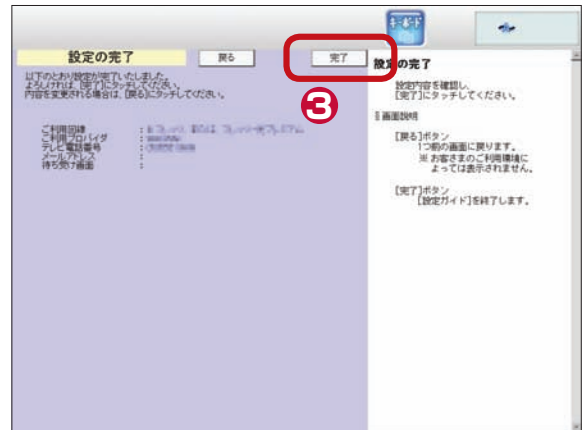 キーボード
設定の完了
戻る
完了
以下のとおり設定が完了いたしました。
よろしければ、[完了]にタッチしてください。
内容を変更される場合は、[戻る]にタッチしてください。
3
ご利用回線 :
ご利用プロバイダ :
テレビ電話番号 :
メールアドレス :
待ち受け画面 :
設定の完了
設定内容を確認し、
[完了]にタッチしてください。
画面説明
[戻る]ボタン
1つ前の画面に戻ります。
※ お客さまのご利用環境に
よっては表示されません。
[完了]ボタン
[設定ガイド]を終了します。